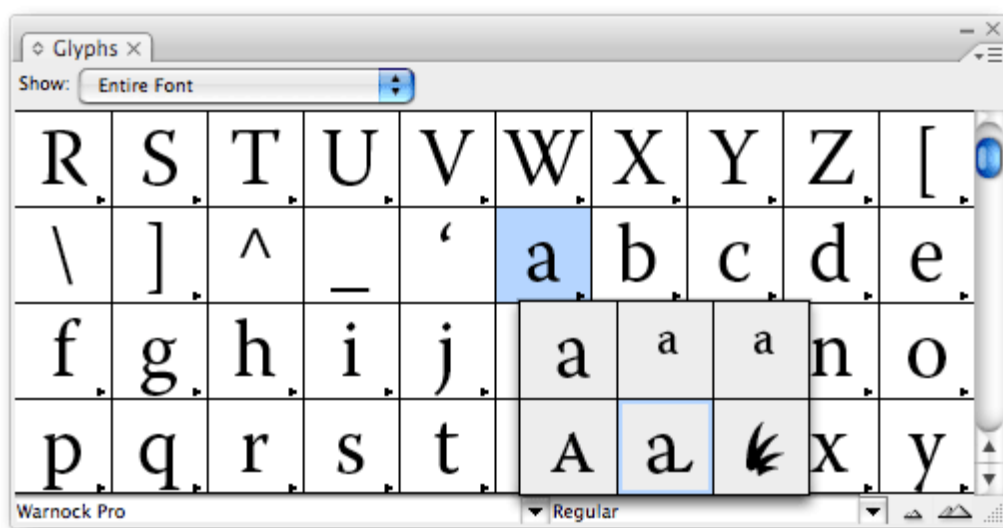 Glyphs
Show: Entire Font
R S T U V W X Y Z [
\ ] ^ _ ‘ a b c d e
f g h i j a a a n o
p q r s t A a x y
Warnock Pro Regular